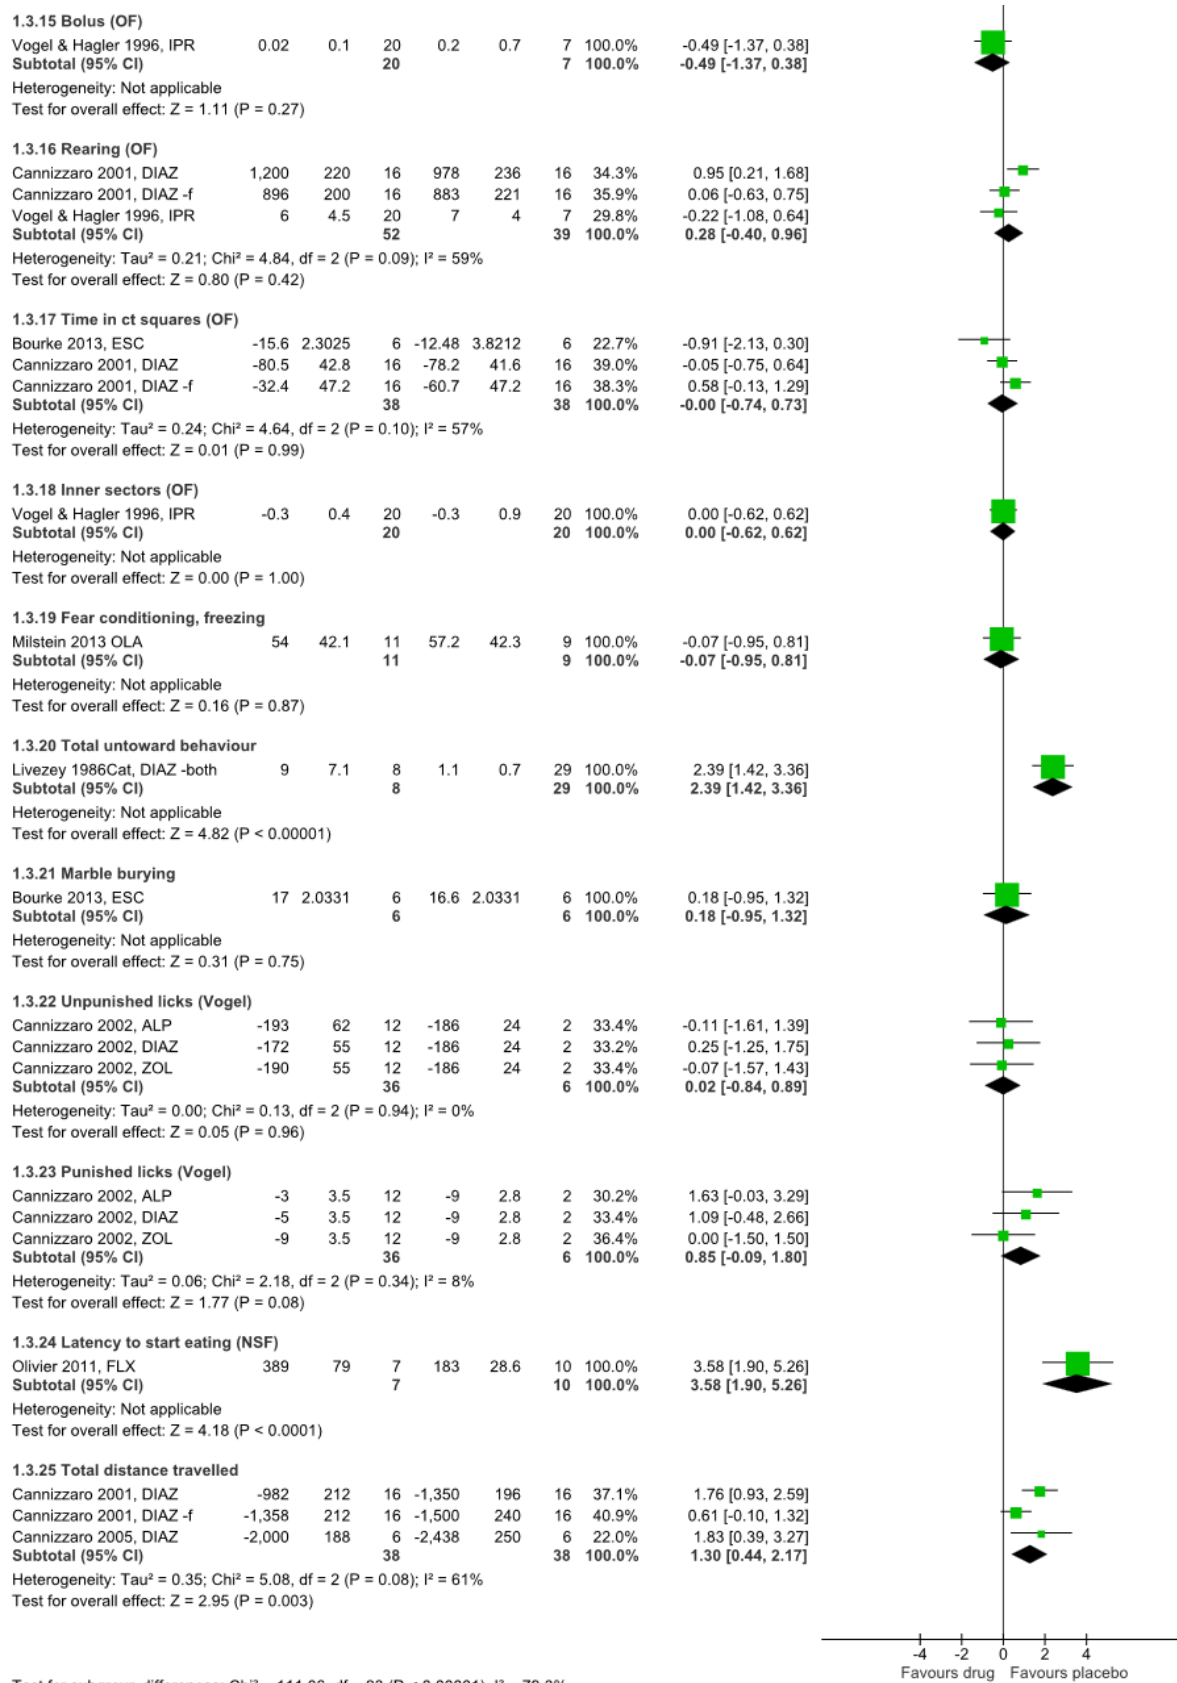 1.3.15 Bolus (OF)
Vogel & Hagler 1996, IPR 0.02 0.1 20 0.2 0.7 7 100.0% -0.49 [-1.37, 0.38]
Subtotal (95% CI) 20 7 100.0% -0.49 [-1.37, 0.38]
Heterogeneity: Not applicable
Test for overall effect: Z = 1.11 (P = 0.27)
1.3.16 Rearing (OF)
Cannizzaro 2001, DIAZ 1,200 220 16 978 236 16 34.3% 0.95 [0.21, 1.68]
Cannizzaro 2001, DIAZ -f 896 200 16 883 221 16 35.9% 0.06 [-0.63, 0.75]
Vogel & Hagler 1996, IPR 6 4.5 20 7 4 7 29.8% -0.22 [-1.08, 0.64]
Subtotal (95% CI) 52 39 100.0% 0.28 [-0.40, 0.96]
Heterogeneity: Tau² = 0.21; Chi² = 4.84, df = 2 (P = 0.09); I² = 59%
Test for overall effect: Z = 0.80 (P = 0.42)
1.3.17 Time in ct squares (OF)
Bourke 2013, ESC -15.6 2.3025 6 -12.48 3.8212 6 22.7% -0.91 [-2.13, 0.30]
Cannizzaro 2001, DIAZ -80.5 42.8 16 -78.2 41.6 16 39.0% -0.05 [-0.75, 0.64]
Cannizzaro 2001, DIAZ -f -32.4 47.2 16 -60.7 47.2 16 38.3% 0.58 [-0.13, 1.29]
Subtotal (95% CI) 38 38 100.0% -0.00 [-0.74, 0.73]
Heterogeneity: Tau² = 0.24; Chi² = 4.64, df = 2 (P = 0.10); I² = 57%
Test for overall effect: Z = 0.01 (P = 0.99)
1.3.18 Inner sectors (OF)
Vogel & Hagler 1996, IPR -0.3 0.4 20 -0.3 0.9 20 100.0% 0.00 [-0.62, 0.62]
Subtotal (95% CI) 20 20 100.0% 0.00 [-0.62, 0.62]
Heterogeneity: Not applicable
Test for overall effect: Z = 0.00 (P = 1.00)
1.3.19 Fear conditioning, freezing
Milstein 2013 OLA 54 42.1 11 57.2 42.3 9 100.0% -0.07 [-0.95, 0.81]
Subtotal (95% CI) 11 9 100.0% -0.07 [-0.95, 0.81]
Heterogeneity: Not applicable
Test for overall effect: Z = 0.16 (P = 0.87)
1.3.20 Total untoward behaviour
Livezey 1986Cat, DIAZ -both 9 7.1 8 1.1 0.7 29 100.0% 2.39 [1.42, 3.36]
Subtotal (95% CI) 8 29 100.0% 2.39 [1.42, 3.36]
Heterogeneity: Not applicable
Test for overall effect: Z = 4.82 (P < 0.00001)
1.3.21 Marble burying
Bourke 2013, ESC 17 2.0331 6 16.6 2.0331 6 100.0% 0.18 [-0.95, 1.32]
Subtotal (95% CI) 6 6 100.0% 0.18 [-0.95, 1.32]
Heterogeneity: Not applicable
Test for overall effect: Z = 0.31 (P = 0.75)
1.3.22 Unpunished licks (Vogel)
Cannizzaro 2002, ALP -193 62 12 -186 24 2 33.4% -0.11 [-1.61, 1.39]
Cannizzaro 2002, DIAZ -172 55 12 -186 24 2 33.2% 0.25 [-1.25, 1.75]
Cannizzaro 2002, ZOL -190 55 12 -186 24 2 33.4% -0.07 [-1.57, 1.43]
Subtotal (95% CI) 36 6 100.0% 0.02 [-0.84, 0.89]
Heterogeneity: Tau² = 0.00; Chi² = 0.13, df = 2 (P = 0.94); I² = 0%
Test for overall effect: Z = 0.05 (P = 0.96)
1.3.23 Punished licks (Vogel)
Cannizzaro 2002, ALP -3 3.5 12 -9 2.8 2 30.2% 1.63 [-0.03, 3.29]
Cannizzaro 2002, DIAZ -5 3.5 12 -9 2.8 2 33.4% 1.09 [-0.48, 2.66]
Cannizzaro 2002, ZOL -9 3.5 12 -9 2.8 2 36.4% 0.00 [-1.50, 1.50]
Subtotal (95% CI) 36 6 100.0% 0.85 [-0.09, 1.80]
Heterogeneity: Tau² = 0.06; Chi² = 2.18, df = 2 (P = 0.34); I² = 8%
Test for overall effect: Z = 1.77 (P = 0.08)
1.3.24 Latency to start eating (NSF)
Olivier 2011, FLX 389 79 7 183 28.6 10 100.0% 3.58 [1.90, 5.26]
Subtotal (95% CI) 7 10 100.0% 3.58 [1.90, 5.26]
Heterogeneity: Not applicable
Test for overall effect: Z = 4.18 (P < 0.0001)
1.3.25 Total distance travelled
Cannizzaro 2001, DIAZ -982 212 16 -1,350 196 16 37.1% 1.76 [0.93, 2.59]
Cannizzaro 2001, DIAZ -f -1,358 212 16 -1,500 240 16 40.9% 0.61 [-0.10, 1.32]
Cannizzaro 2005, DIAZ -2,000 188 6 -2,438 250 6 22.0% 1.83 [0.39, 3.27]
Subtotal (95% CI) 38 38 100.0% 1.30 [0.44, 2.17]
Heterogeneity: Tau² = 0.35; Chi² = 5.08, df = 2 (P = 0.08); I² = 61%
Test for overall effect: Z = 2.95 (P = 0.003)
-4 -2 0 2 4
Favours drug Favours placebo